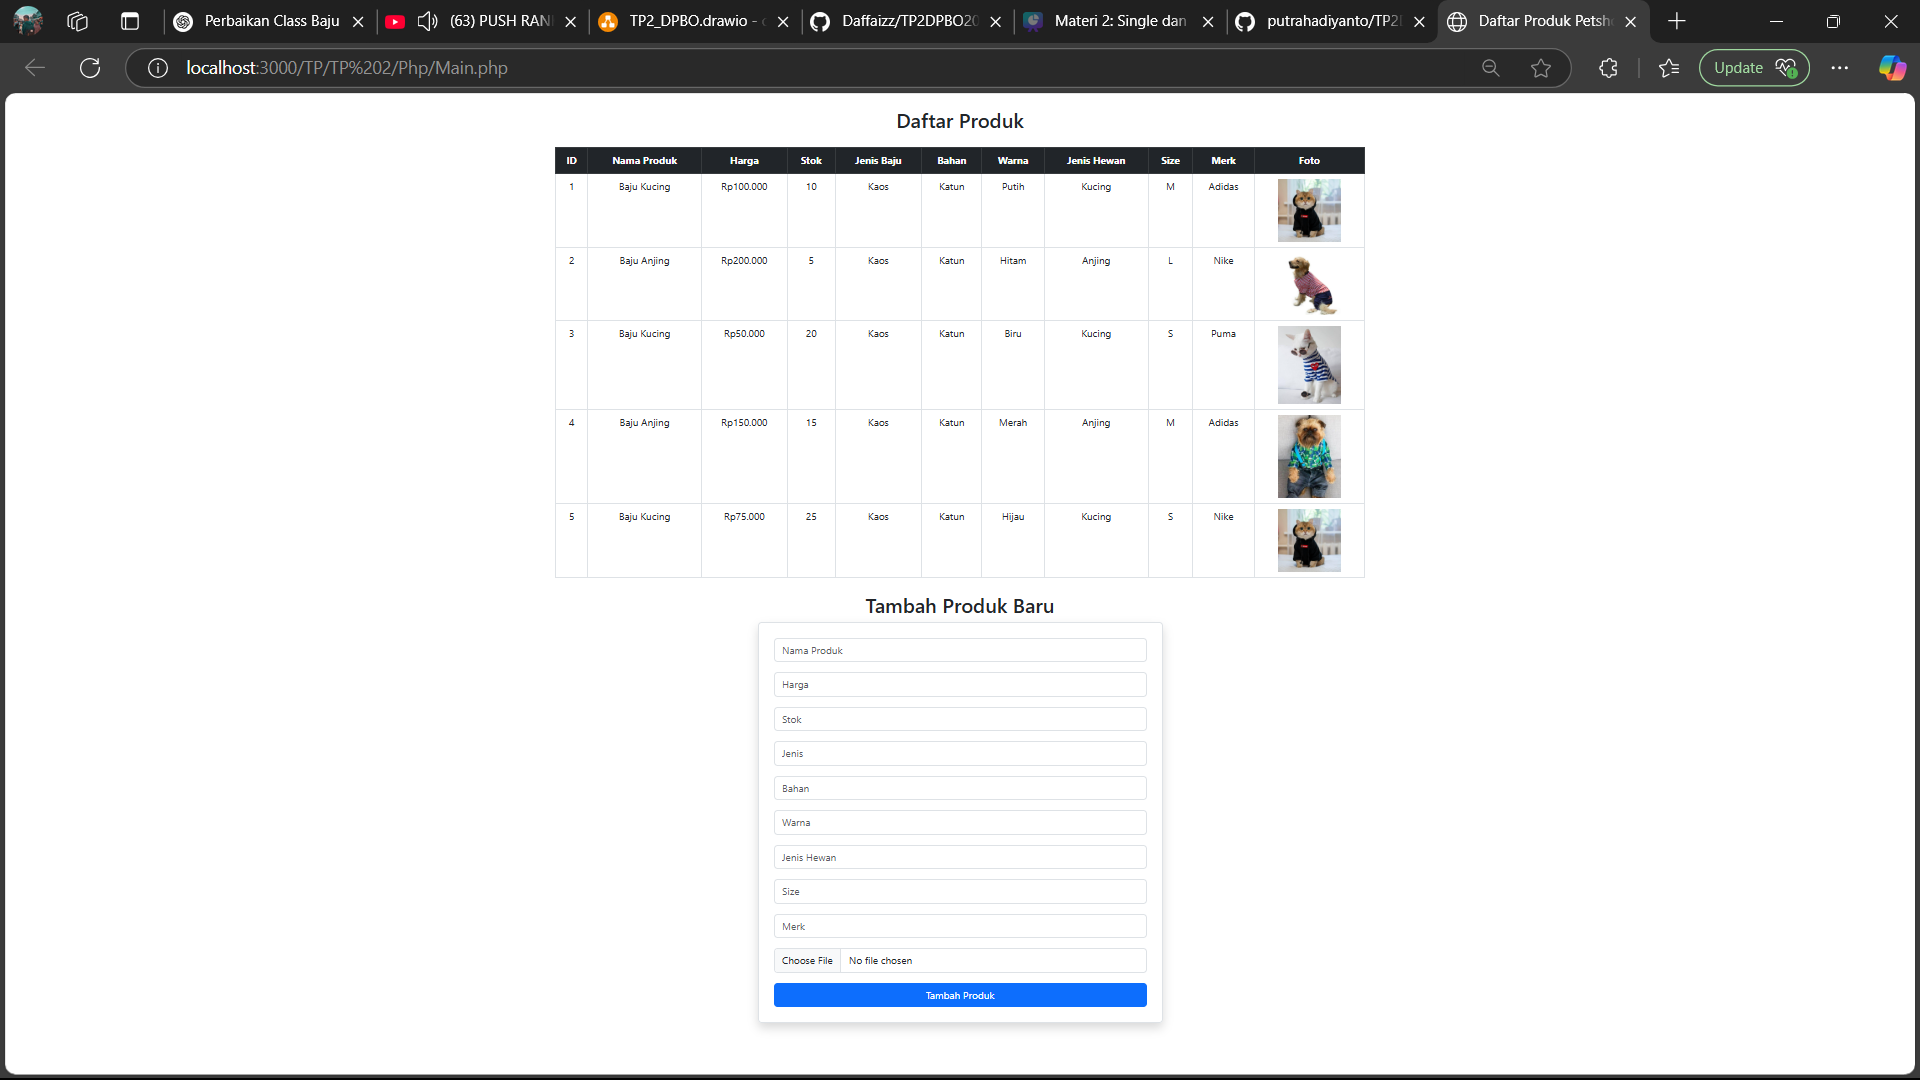 Perbaikan Class Baju
(63) PUSH RAN
TP2_DPBO.drawio -
Daffaizz/TP2DPBO20
Materi 2: Single dan
putrahadiyanto/TP2
Daftar Produk Petsh
localhost:3000/TP/TP%202/Php/Main.php
Update
Daftar Produk
ID Nama Produk Harga Stok Jenis Baju Bahan Warna Jenis Hewan Size Merk Foto
1 Baju Kucing Rp100.000 10 Kaos Katun Putih Kucing M Adidas
2 Baju Anjing Rp200.000 5 Kaos Katun Hitam Anjing L Nike
3 Baju Kucing Rp50.000 20 Kaos Katun Biru Kucing S Puma
4 Baju Anjing Rp150.000 15 Kaos Katun Merah Anjing M Adidas
5 Baju Kucing Rp75.000 25 Kaos Katun Hijau Kucing S Nike
Tambah Produk Baru
Nama Produk
Harga
Stok
Jenis
Bahan
Warna
Jenis Hewan
Size
Merk
Choose File No file chosen
Tambah Produk